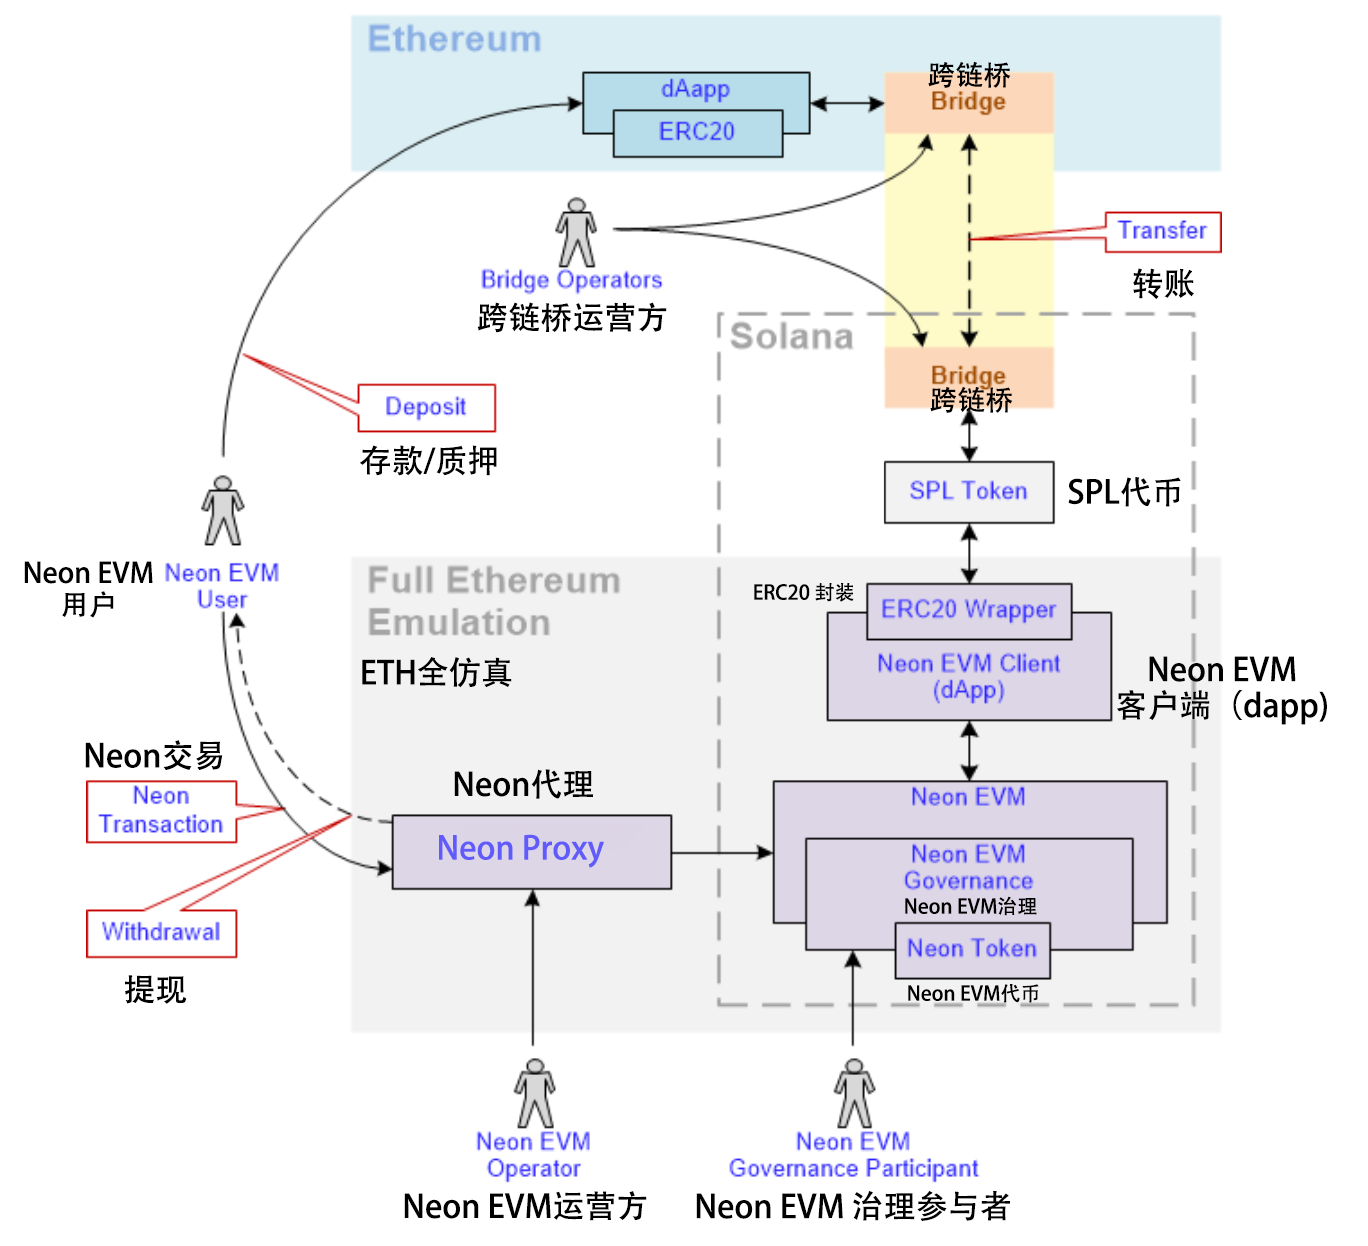 Ethereum
跨链桥
Bridge
dAapp
ERC20
Bridge Operators
跨链桥运营方
Transfer
转账
Solana
Bridge
跨链桥
Deposit
存款/质押
SPL Token
SPL代币
Neon EVM
用户
Neon EVM
User
Full Ethereum
Emulation
ETH全仿真
ERC20 封装
ERC20 Wrapper
Neon EVM Client
(dApp)
Neon EVM
客户端（dapp)
Neon交易
Neon
Transaction
Neon代理
Neon Proxy
Neon EVM
Neon EVM
Governance
Neon EVM治理
Neon Token
Neon EVM代币
Withdrawal
提现
Neon EVM
Operator
Neon EVM运营方
Neon EVM
Governance Participant
Neon EVM 治理参与者